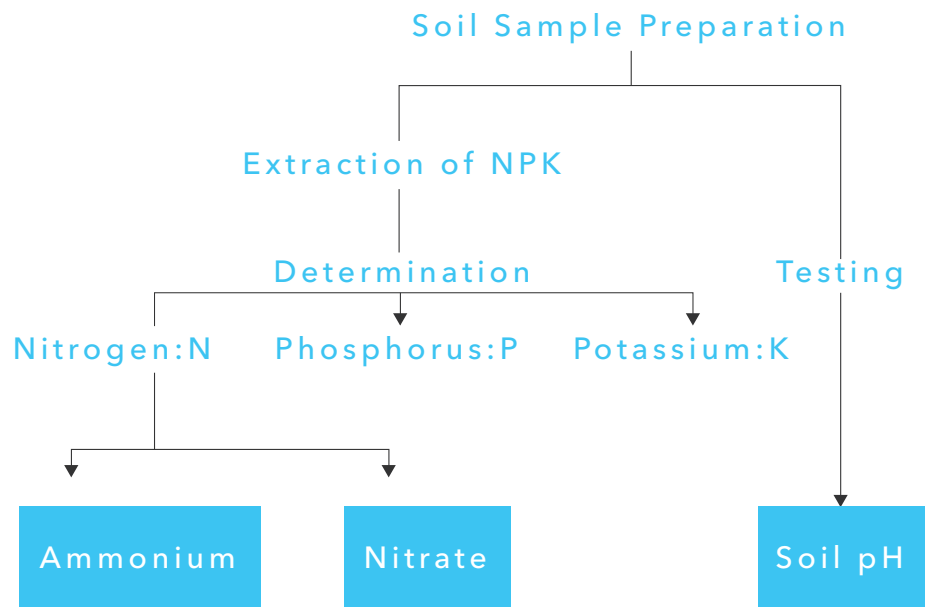 Soil Sample Preparation
Extraction of NPK
Determination
Testing
Nitrogen:N
Phosphorus:P
Potassium:K
Ammonium
Nitrate
Soil pH